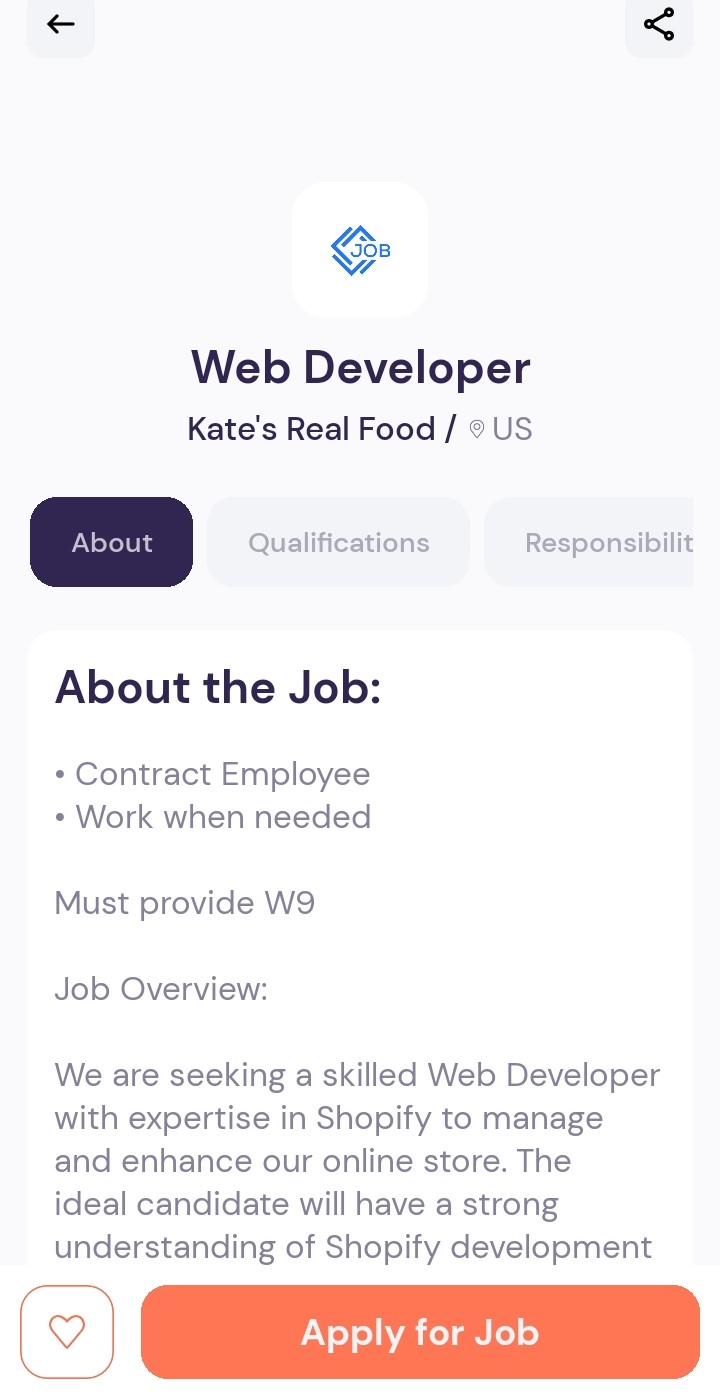 JOB
Web Developer
Kate's Real Food / US
About
Qualifications
Responsibilit
About the Job:
• Contract Employee
• Work when needed
Must provide W9
Job Overview:
We are seeking a skilled Web Developer
with expertise in Shopify to manage
and enhance our online store. The
ideal candidate will have a strong
understanding of Shopify development
Apply for Job